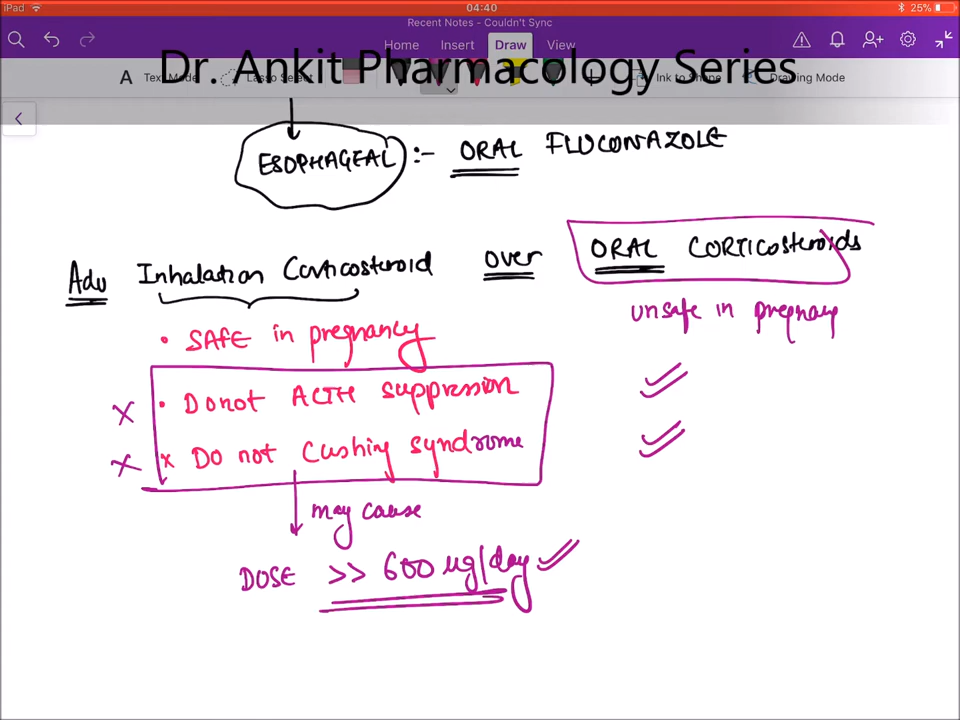 iPad 04:40 25%
Recent Notes - Couldn't Sync
Home Insert Draw View
Dr. Ankit Pharmacology Series
A Text Mode Lasso Select Ink to Shape Drawing Mode
ESOPHAGEAL :- ORAL FLUCONAZOLE
Adv Inhalation Corticosteroid over ORAL CORTICosteroids
• SAFE in pregnancy unsafe in pregnancy
x • Donot ACTH suppression
x x Do not Cushing syndrome
may cause
DOSE >> 600 ug/day